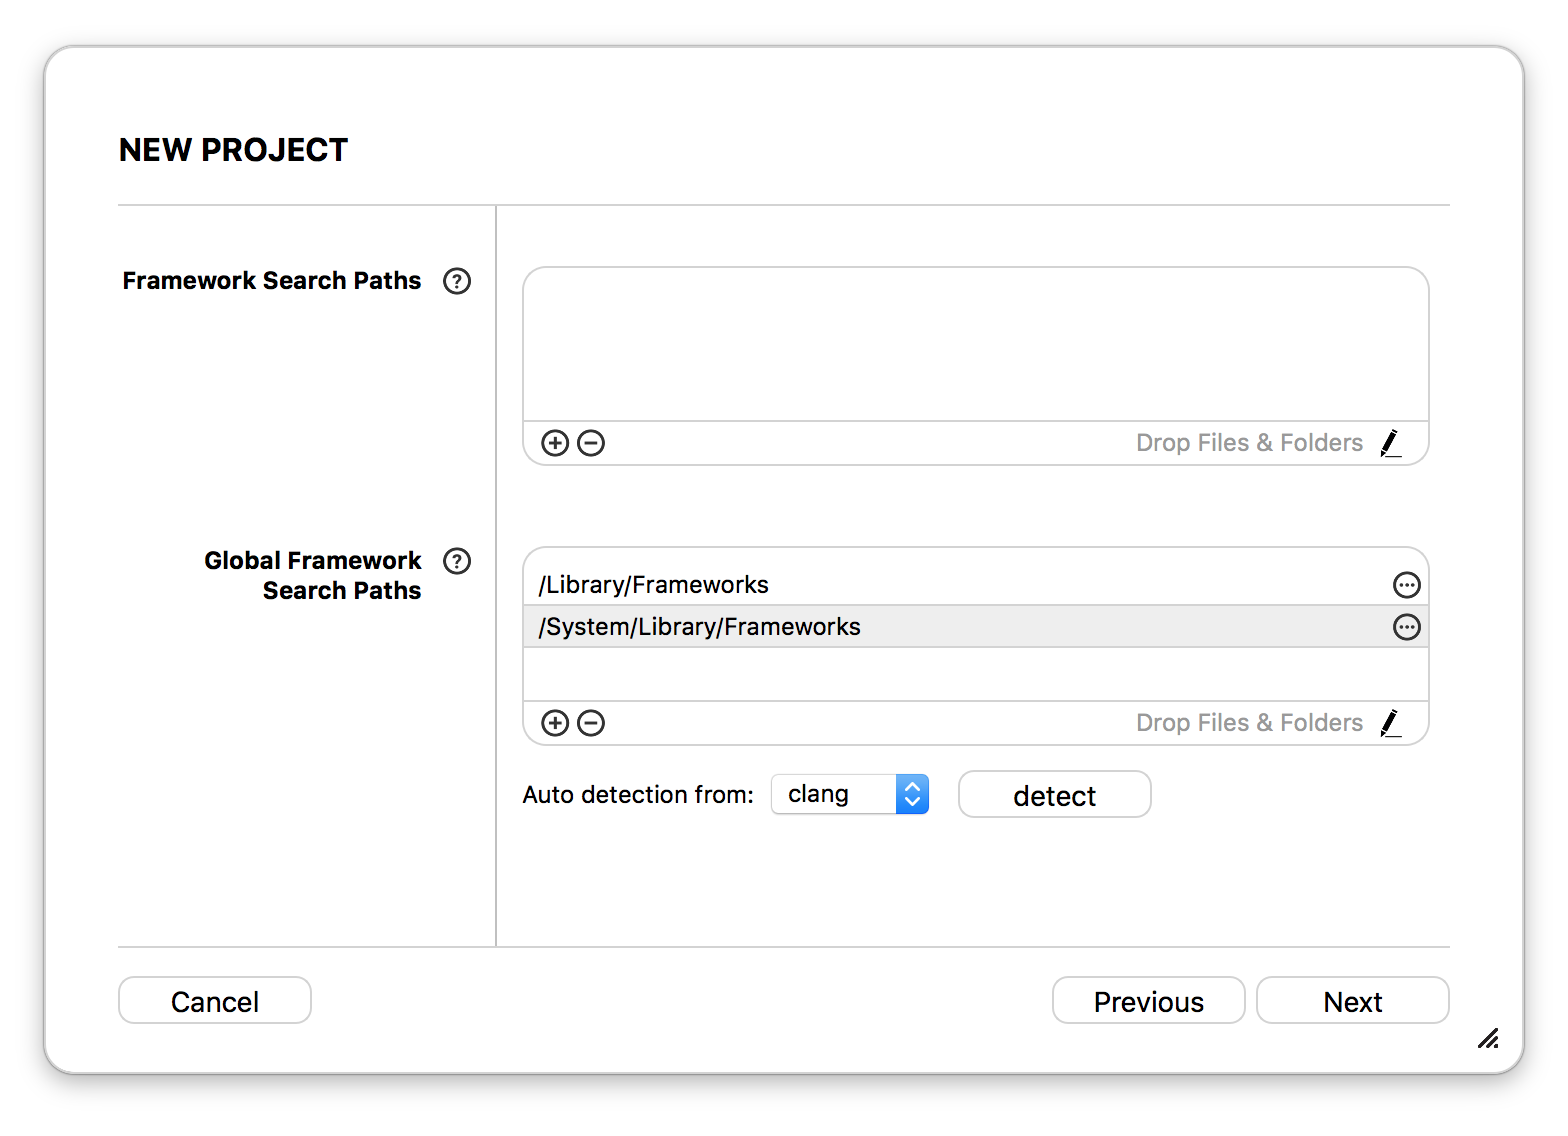 NEW PROJECT
Framework Search Paths
Drop Files & Folders
Global Framework
Search Paths
/Library/Frameworks
/System/Library/Frameworks
Drop Files & Folders
Auto detection from: clang detect
Cancel Previous Next